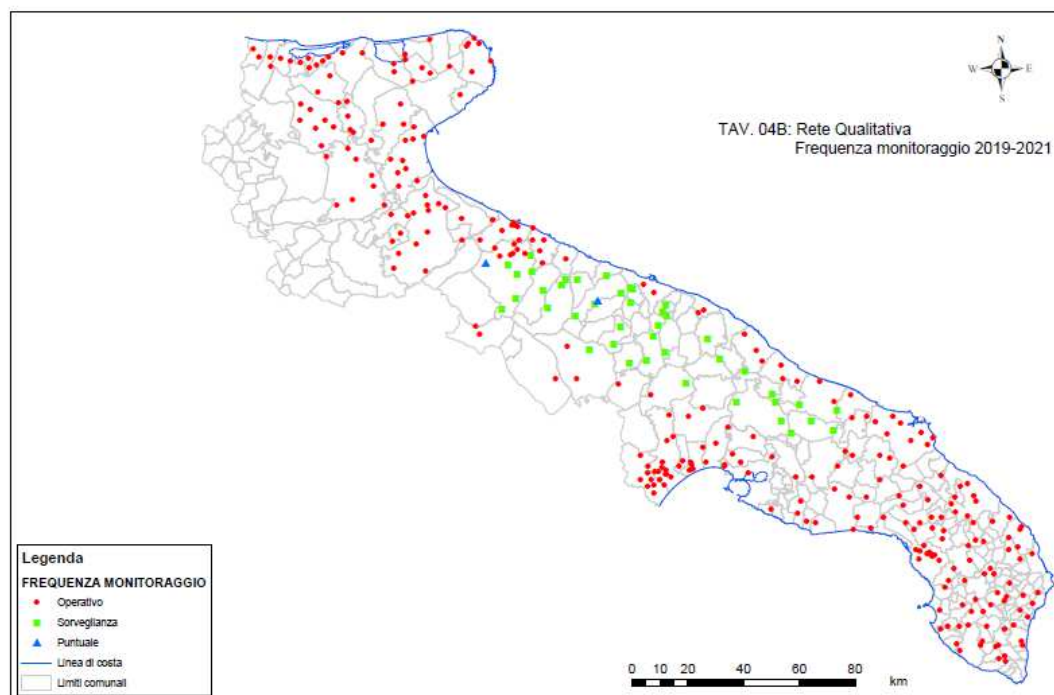 N
W E
S
TAV. 04B: Rete Qualitativa
Frequenza monitoraggio 2019-2021
Legenda
FREQUENZA MONITORAGGIO
Operativo
Sorveglianza
Puntuale
Linea di costa
Limiti comunali
0 10 20 40 60 80
km